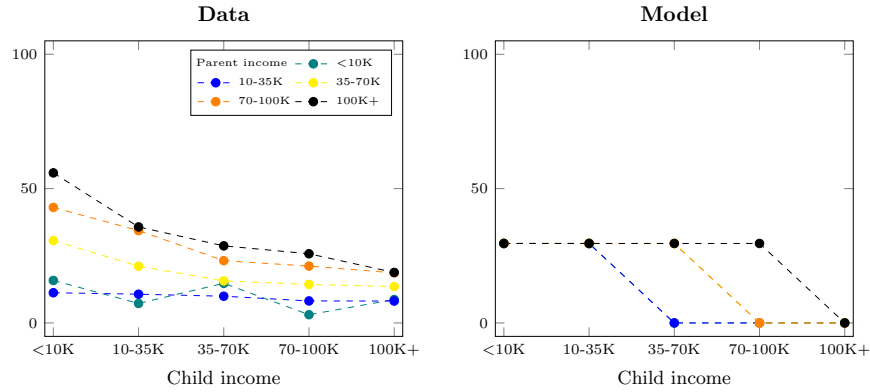 Data
100
50
0
Parent income
<10K
10-35K
35-70K
70-100K
100K+
<10K 10-35K 35-70K 70-100K 100K+
Child income
Model
100
50
0
<10K 10-35K 35-70K 70-100K 100K+
Child income